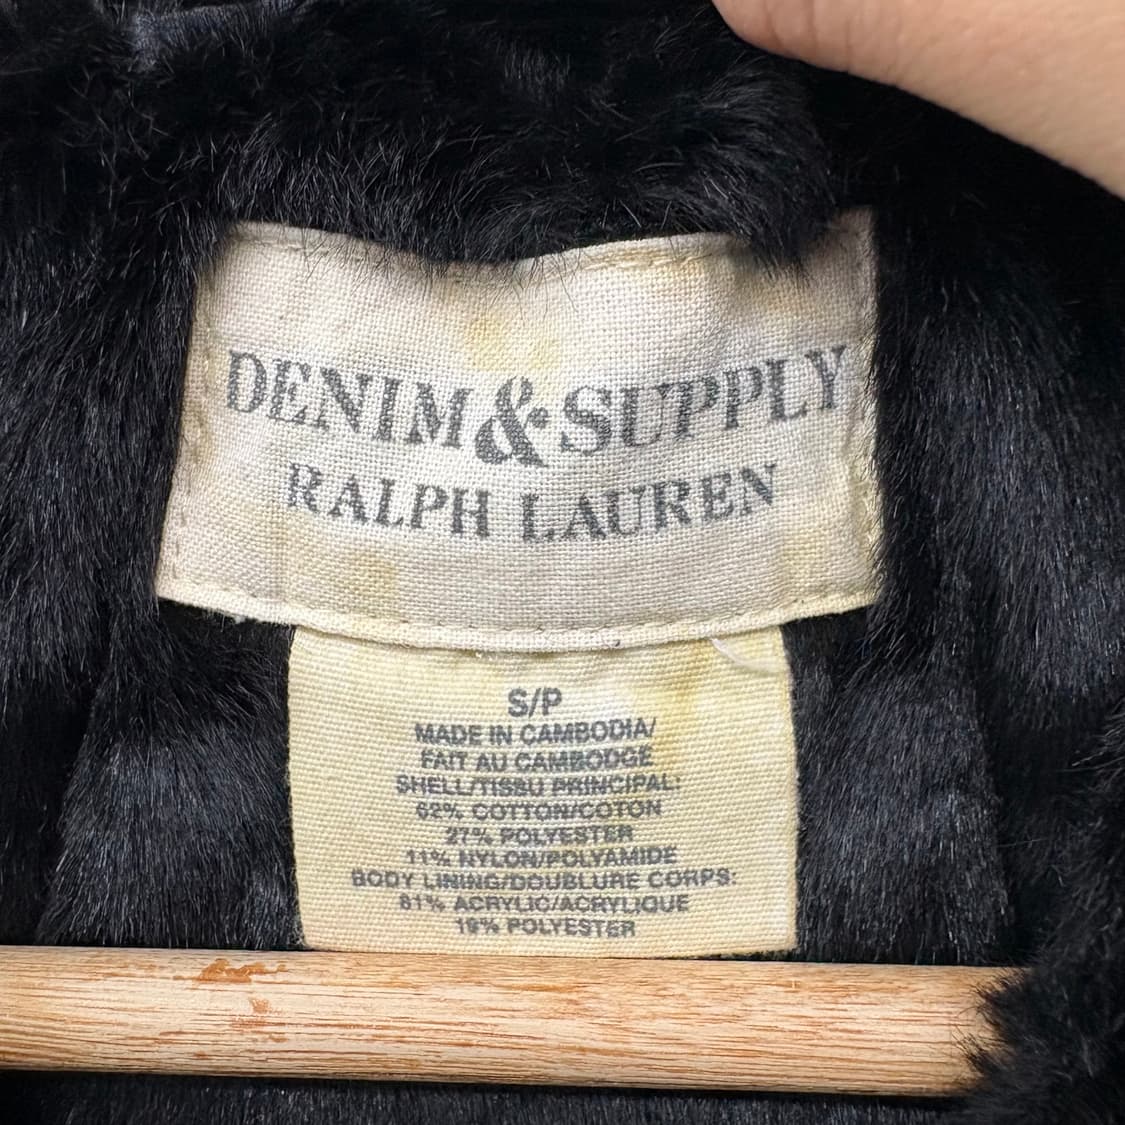 DENIM & SUPPLY
RALPH LAUREN
S/P
MADE IN CAMBODIA/
FAIT AU CAMBODGE
SHELL/TISSU PRINCIPAL:
62% COTTON/COTON
27% POLYESTER
11% NYLON/POLYAMIDE
BODY LINING/DOUBLURE CORPS:
81% ACRYLIC/ACRYLIQUE
19% POLYESTER